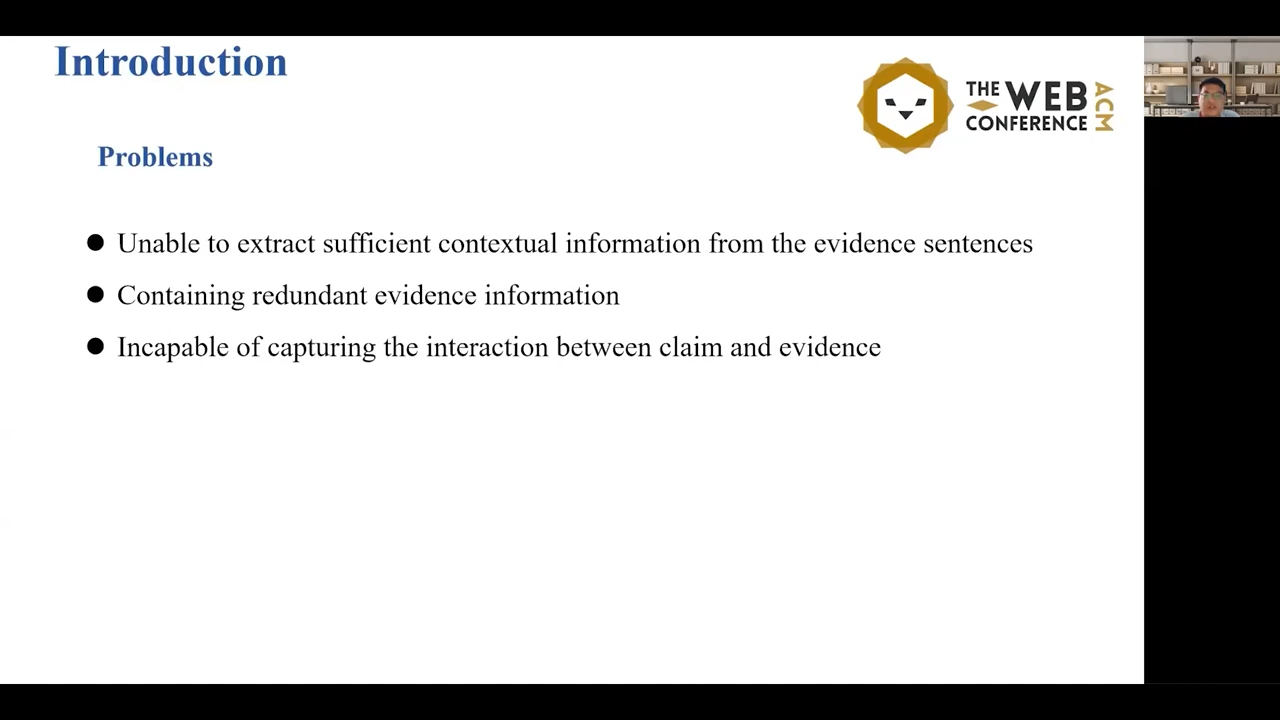 Introduction
THE WEB
CONFERENCE
ACM
Problems
Unable to extract sufficient contextual information from the evidence sentences
Containing redundant evidence information
Incapable of capturing the interaction between claim and evidence